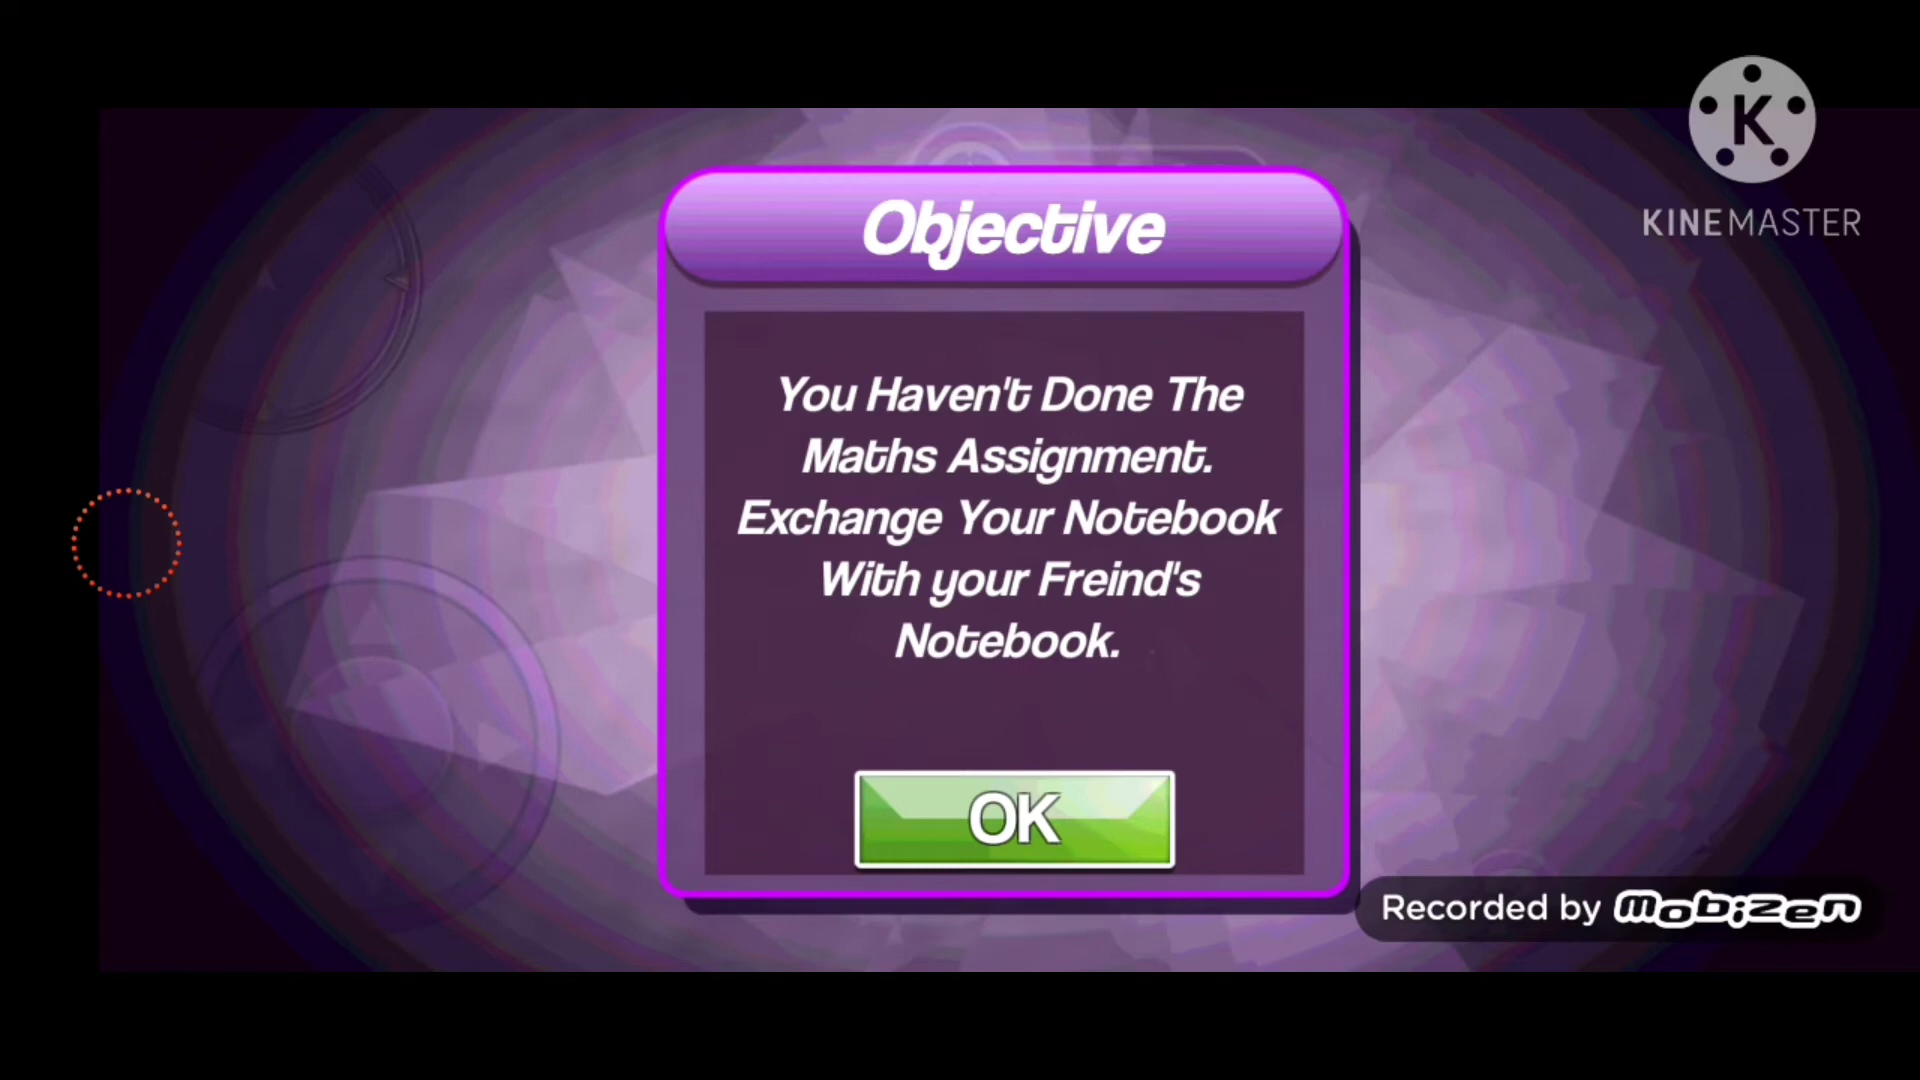 K
KINEMASTER
Objective
You Haven't Done The
Maths Assignment.
Exchange Your Notebook
With your Freind's
Notebook.
OK
Recorded by mobizen